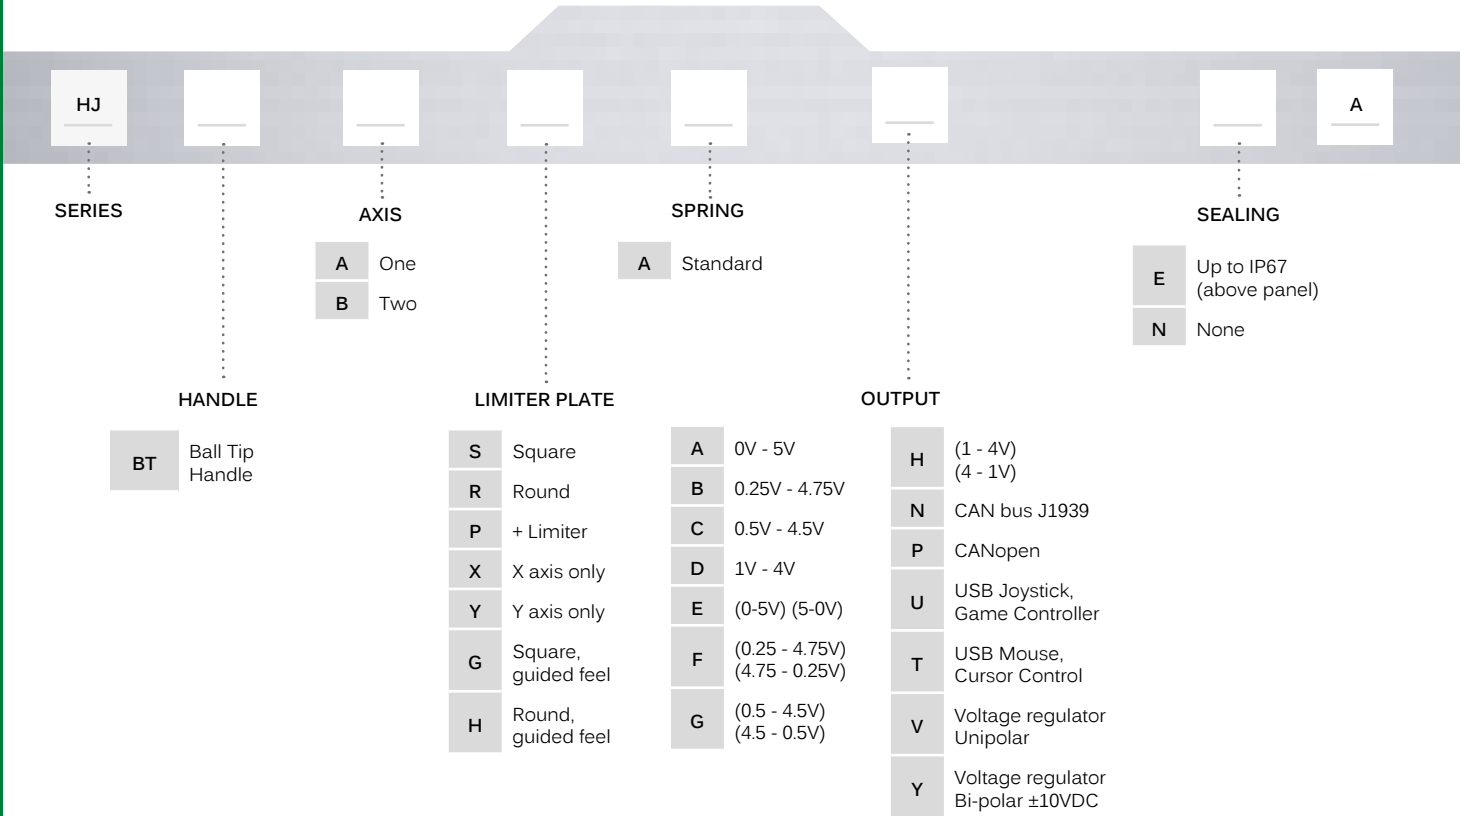 HJ
A
SERIES
AXIS
A One
B Two
SPRING
A Standard
SEALING
E Up to IP67
(above panel)
N None
HANDLE
BT Ball Tip
Handle
LIMITER PLATE
S Square
R Round
P + Limiter
X X axis only
Y Y axis only
G Square,
guided feel
H Round,
guided feel
OUTPUT
A 0V - 5V
B 0.25V - 4.75V
C 0.5V - 4.5V
D 1V - 4V
E (0-5V) (5-0V)
F (0.25 - 4.75V)
(4.75 - 0.25V)
G (0.5 - 4.5V)
(4.5 - 0.5V)
H (1 - 4V)
(4 - 1V)
N CAN bus J1939
P CANopen
U USB Joystick,
Game Controller
T USB Mouse,
Cursor Control
V Voltage regulator
Unipolar
Y Voltage regulator
Bi-polar ±10VDC